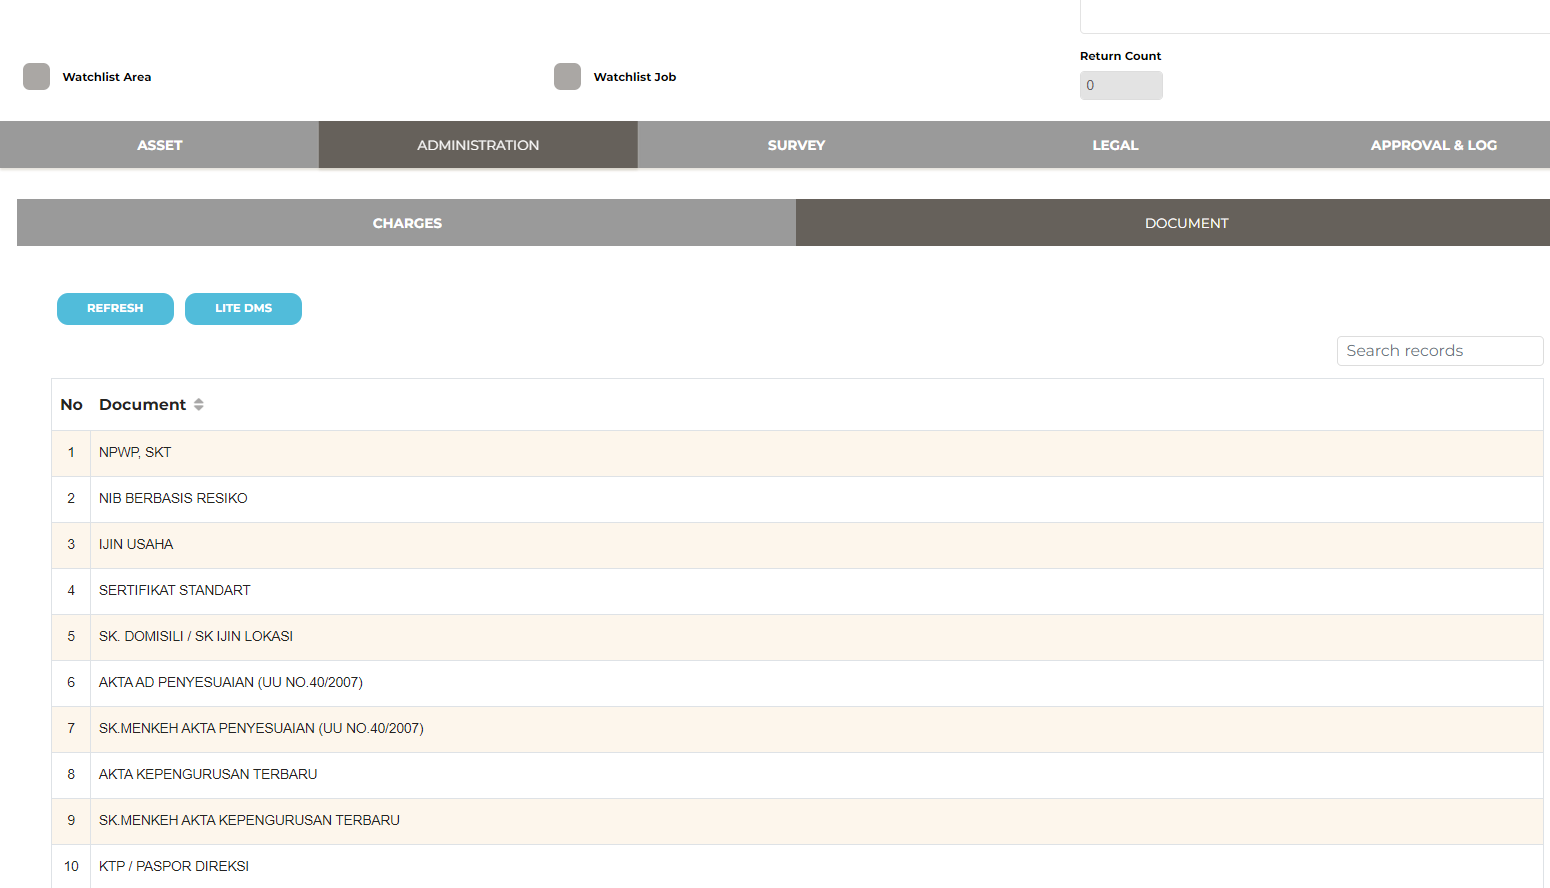 Return Count
Watchlist Area
Watchlist Job
0
ASSET
ADMINISTRATION
SURVEY
LEGAL
APPROVAL & LOG
CHARGES
DOCUMENT
REFRESH
LITE DMS
Search records
No Document
1 NPWP, SKT
2 NIB BERBASIS RESIKO
3 IJIN USAHA
4 SERTIFIKAT STANDART
5 SK. DOMISILI / SK IJIN LOKASI
6 AKTA AD PENYESUAIAN (UU NO.40/2007)
7 SK.MENKEH AKTA PENYESUAIAN (UU NO.40/2007)
8 AKTA KEPENGURUSAN TERBARU
9 SK.MENKEH AKTA KEPENGURUSAN TERBARU
10 KTP / PASPOR DIREKSI